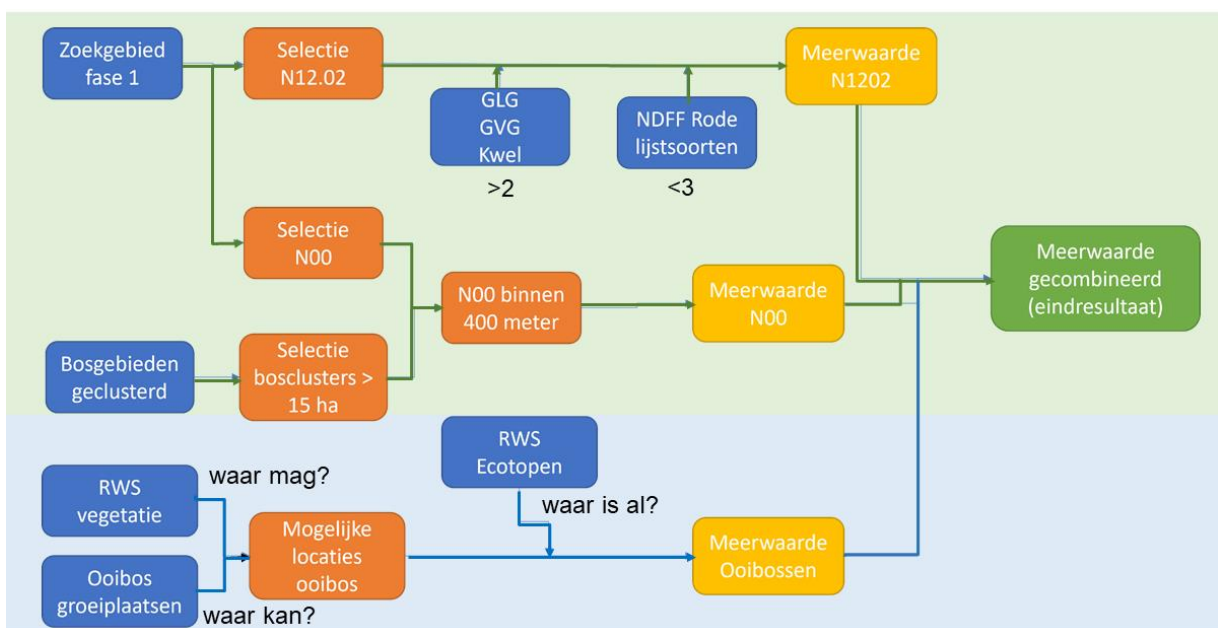 Zoekgebied
fase 1
Selectie
N12.02
Meerwaarde
N1202
GLG
GVG
Kwel
>2
NDFF Rode
lijstsoorten
<3
Selectie
N00
N00 binnen
400 meter
Meerwaarde
N00
Meerwaarde
gecombineerd
(eindresultaat)
Bosgebieden
geclusterd
Selectie
bosclusters >
15 ha
RWS
Ecotopen
waar is al?
RWS
vegetatie
waar mag?
Mogelijke
locaties
ooibos
Meerwaarde
Ooibossen
Ooibos
groeiplaatsen
waar kan?